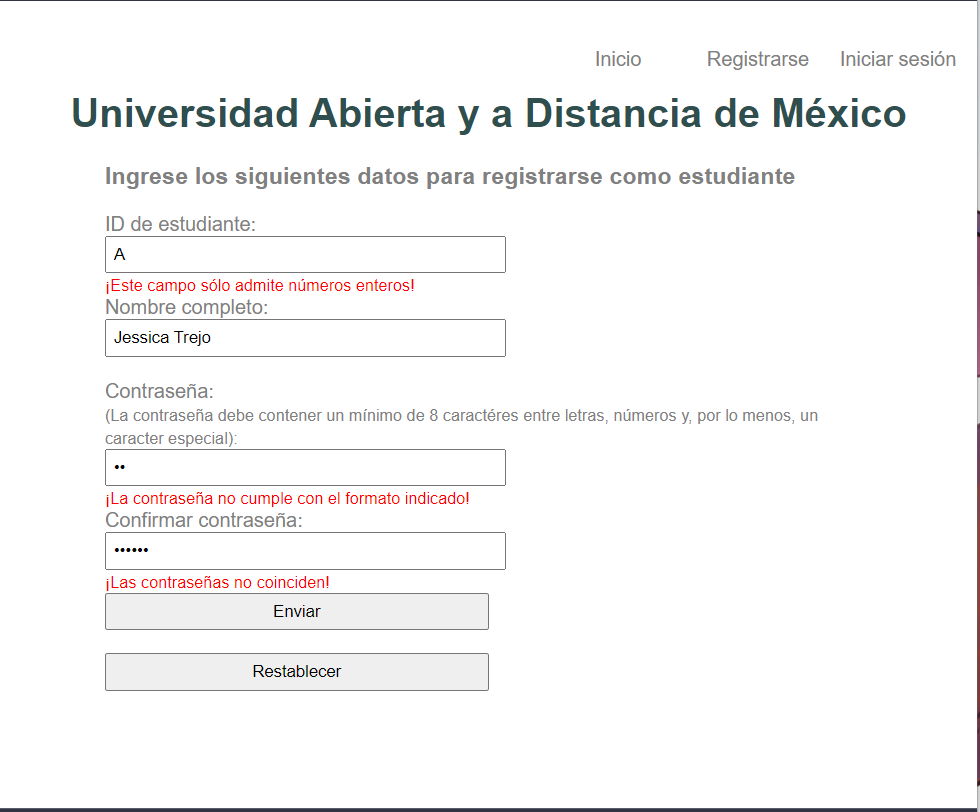 Inicio Registrarse Iniciar sesión
Universidad Abierta y a Distancia de México
Ingrese los siguientes datos para registrarse como estudiante
ID de estudiante:
A
¡Este campo sólo admite números enteros!
Nombre completo:
Jessica Trejo
Contraseña:
(La contraseña debe contener un mínimo de 8 caractéres entre letras, números y, por lo menos, un
caracter especial):
••
¡La contraseña no cumple con el formato indicado!
Confirmar contraseña:
••••••
¡Las contraseñas no coinciden!
Enviar
Restablecer